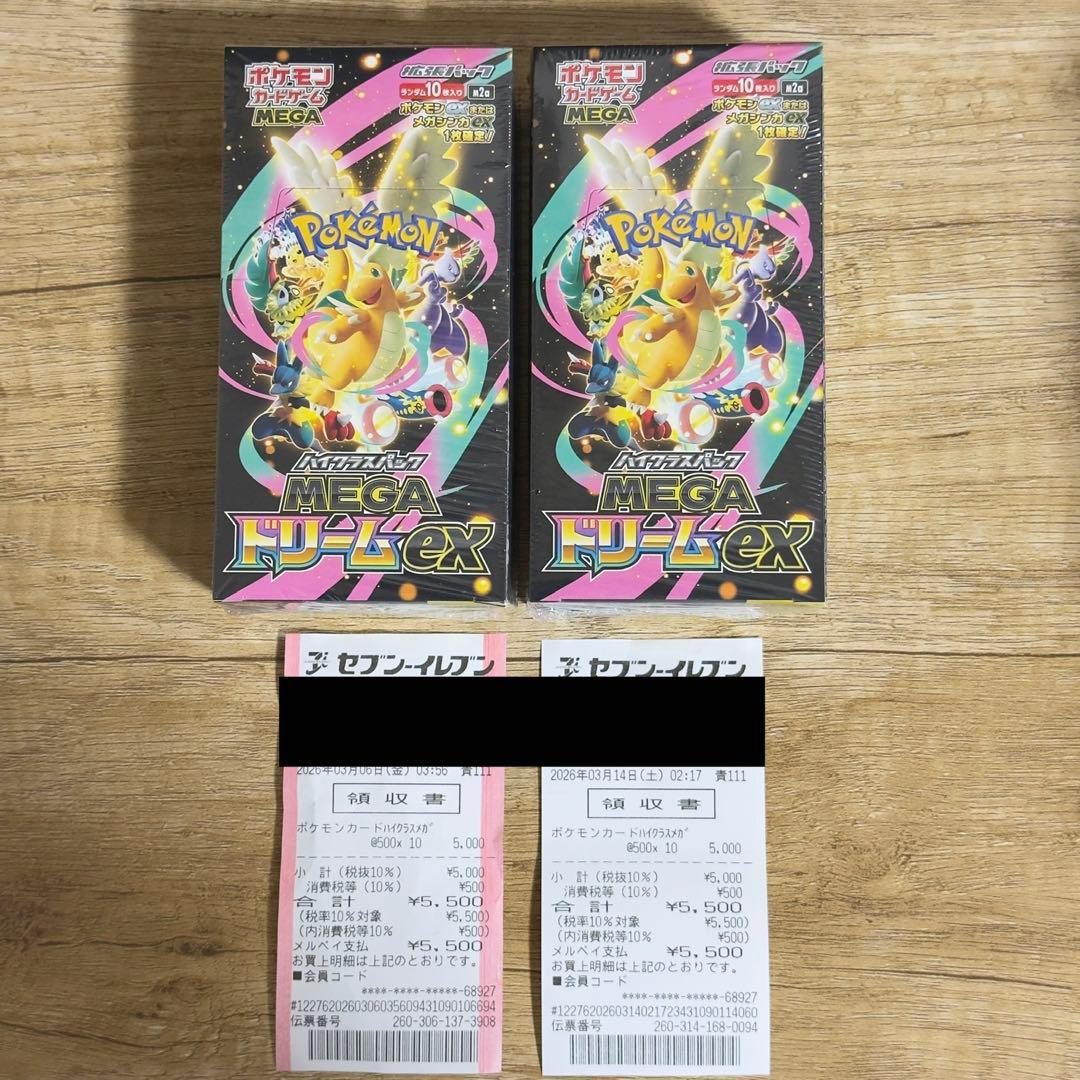 ポケモン
カードゲーム
MEGA
拡張パック
ランダム10枚入り M2a
ポケモンexまたは
メガシンカex
1枚確定!
POKéMON
ハイクラスパック
MEGA
ドリームex
ポケモン
カードゲーム
MEGA
拡張パック
ランダム10枚入り M2a
ポケモンexまたは
メガシンカex
1枚確定!
POKéMON
ハイクラスパック
MEGA
ドリームex
セブン-イレブン
2026年03月06日(金) 03:56 責111
領収書
ポケモンカードハイクラスメガ
@500x 10 5,000
小 計(税抜10%) ¥5,000
消費税等(10%) ¥500
合計 ¥5,500
(税率10%対象 ¥5,500)
(内消費税等10% ¥500)
メルペイ支払 ¥5,500
お買上明細は上記のとおりです。
■会員コード
****-****-*****-68927
#1227620260306035609431090106694
伝票番号 260-306-137-3908
セブン-イレブン
2026年03月14日(土) 02:17 責111
領収書
ポケモンカードハイクラスメガ
@500x 10 5,000
小 計(税抜10%) ¥5,000
消費税等(10%) ¥500
合計 ¥5,500
(税率10%対象 ¥5,500)
(内消費税等10% ¥500)
メルペイ支払 ¥5,500
お買上明細は上記のとおりです。
■会員コード
****-****-*****-68927
#1227620260314021723431090114060
伝票番号 260-314-168-0094